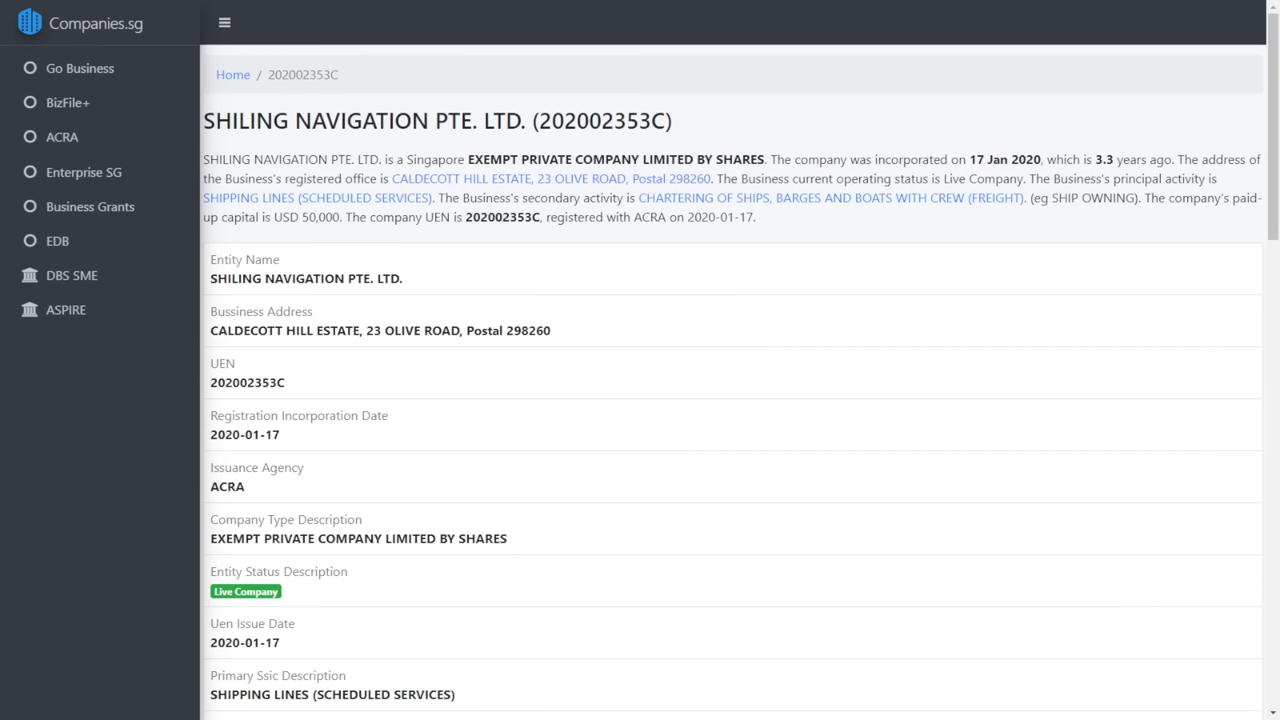 Companies.sg
Go Business
BizFile+
ACRA
Enterprise SG
Business Grants
EDB
DBS SME
ASPIRE
Home / 202002353C
SHILING NAVIGATION PTE. LTD. (202002353C)
SHILING NAVIGATION PTE. LTD. is a Singapore EXEMPT PRIVATE COMPANY LIMITED BY SHARES. The company was incorporated on 17 Jan 2020, which is 3.3 years ago. The address of
the Business's registered office is CALDECOTT HILL ESTATE, 23 OLIVE ROAD, Postal 298260. The Business current operating status is Live Company. The Business's principal activity is
SHIPPING LINES (SCHEDULED SERVICES). The Business's secondary activity is CHARTERING OF SHIPS, BARGES AND BOATS WITH CREW (FREIGHT). (eg SHIP OWNING). The company's paid-
up capital is USD 50,000. The company UEN is 202002353C, registered with ACRA on 2020-01-17.
Entity Name
SHILING NAVIGATION PTE. LTD.
Bussiness Address
CALDECOTT HILL ESTATE, 23 OLIVE ROAD, Postal 298260
UEN
202002353C
Registration Incorporation Date
2020-01-17
Issuance Agency
ACRA
Company Type Description
EXEMPT PRIVATE COMPANY LIMITED BY SHARES
Entity Status Description
Live Company
Uen Issue Date
2020-01-17
Primary Ssic Description
SHIPPING LINES (SCHEDULED SERVICES)